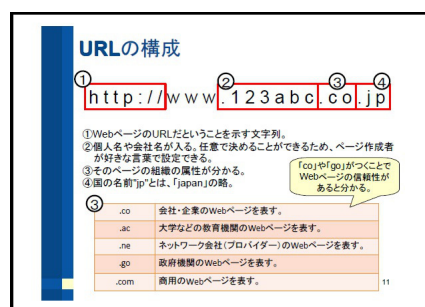 URLの構成
① ② ③ ④
http://www.123abc.co.jp
①WebページのURLだということを示す文字列。
②個人名や会社名が入る。任意で決めることができるため、ページ作成者
が好きな言葉で設定できる。
③そのページの組織の属性が分かる。
④国の名前"jp"とは、「japan」の略。
「co」や「go」がつくことで
Webページの信頼性が
あると分かる。
③
.co 会社・企業のWebページを表す。
.ac 大学などの教育機関のWebページを表す。
.ne ネットワーク会社(プロバイダー)のWebページを表す。
.go 政府機関のWebページを表す。
.com 商用のWebページを表す。
11